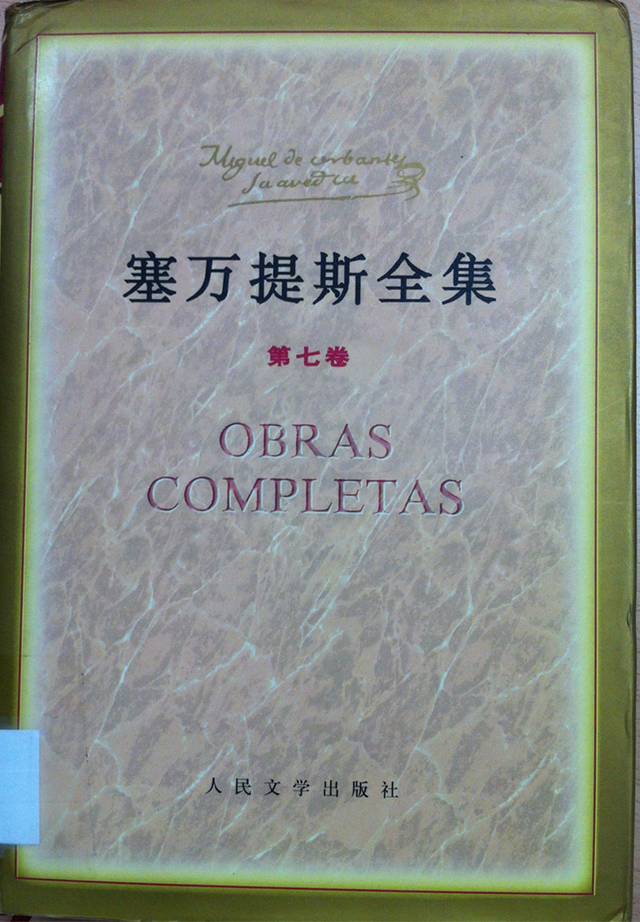 Miguel de cerbantes
Saavedra
塞万提斯全集
第七卷
OBRAS
COMPLETAS
人民文学出版社